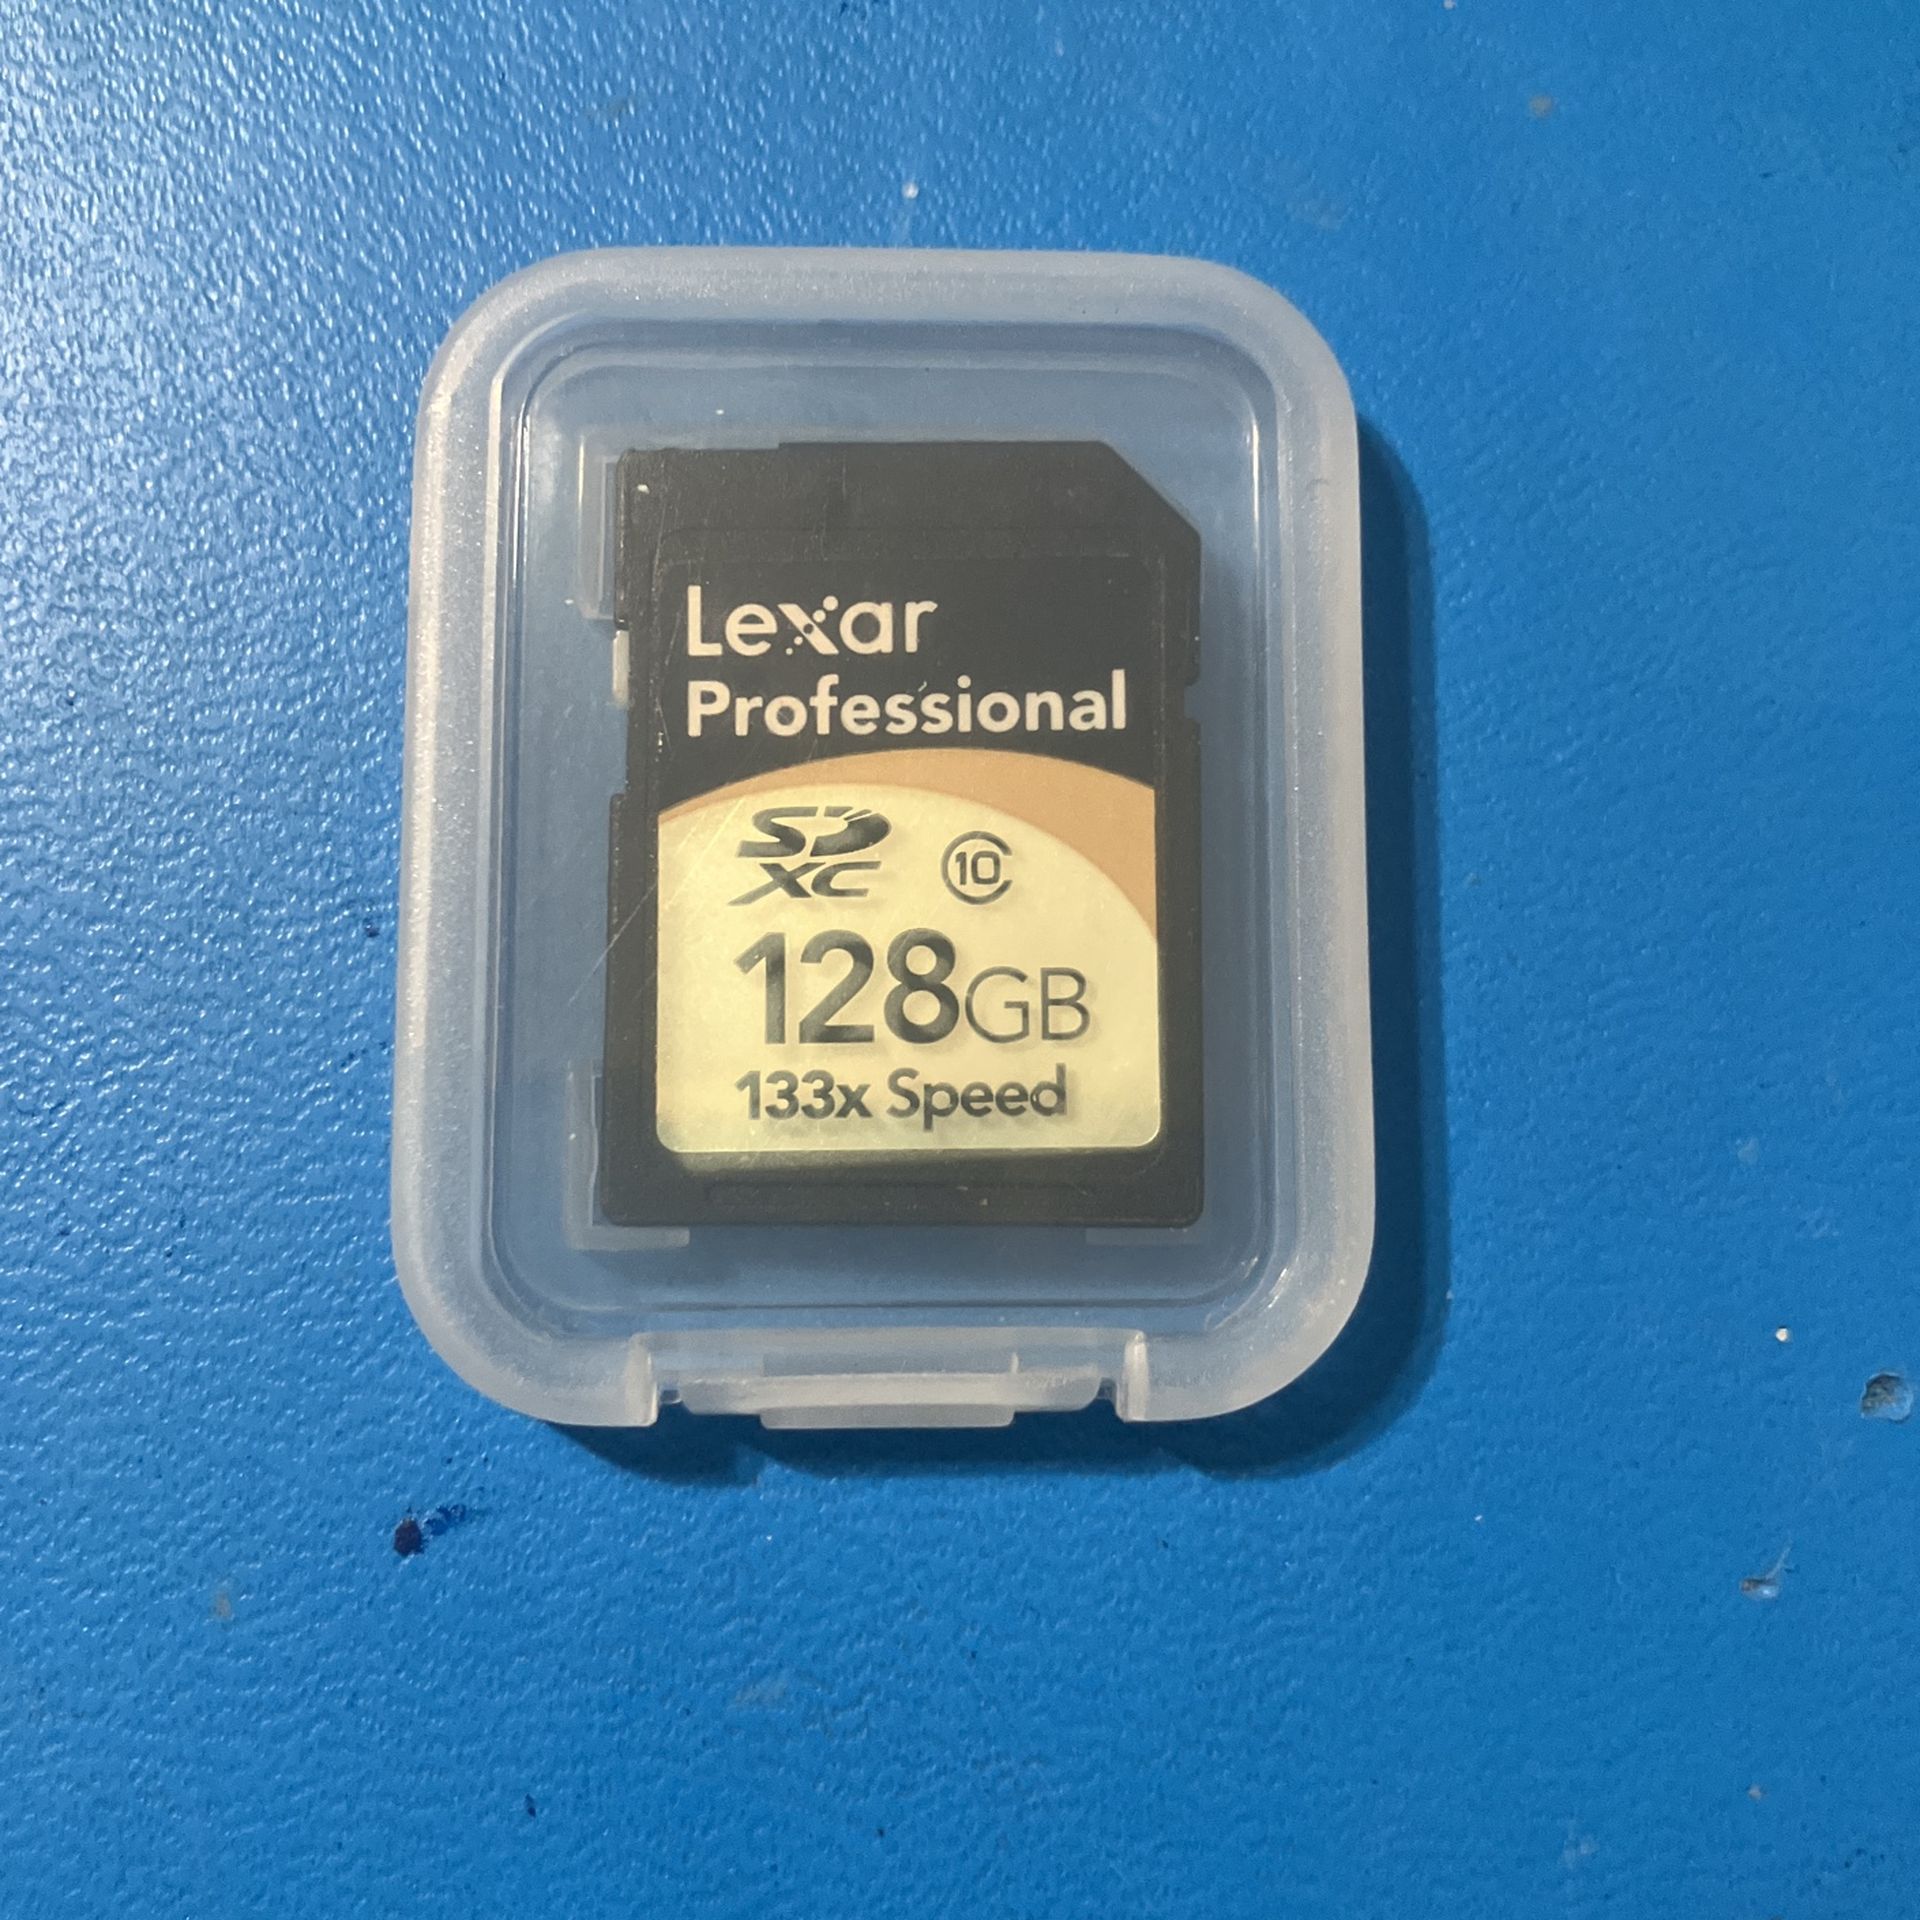 Lexar
Professional
SD
XC 10
128GB
133x Speed